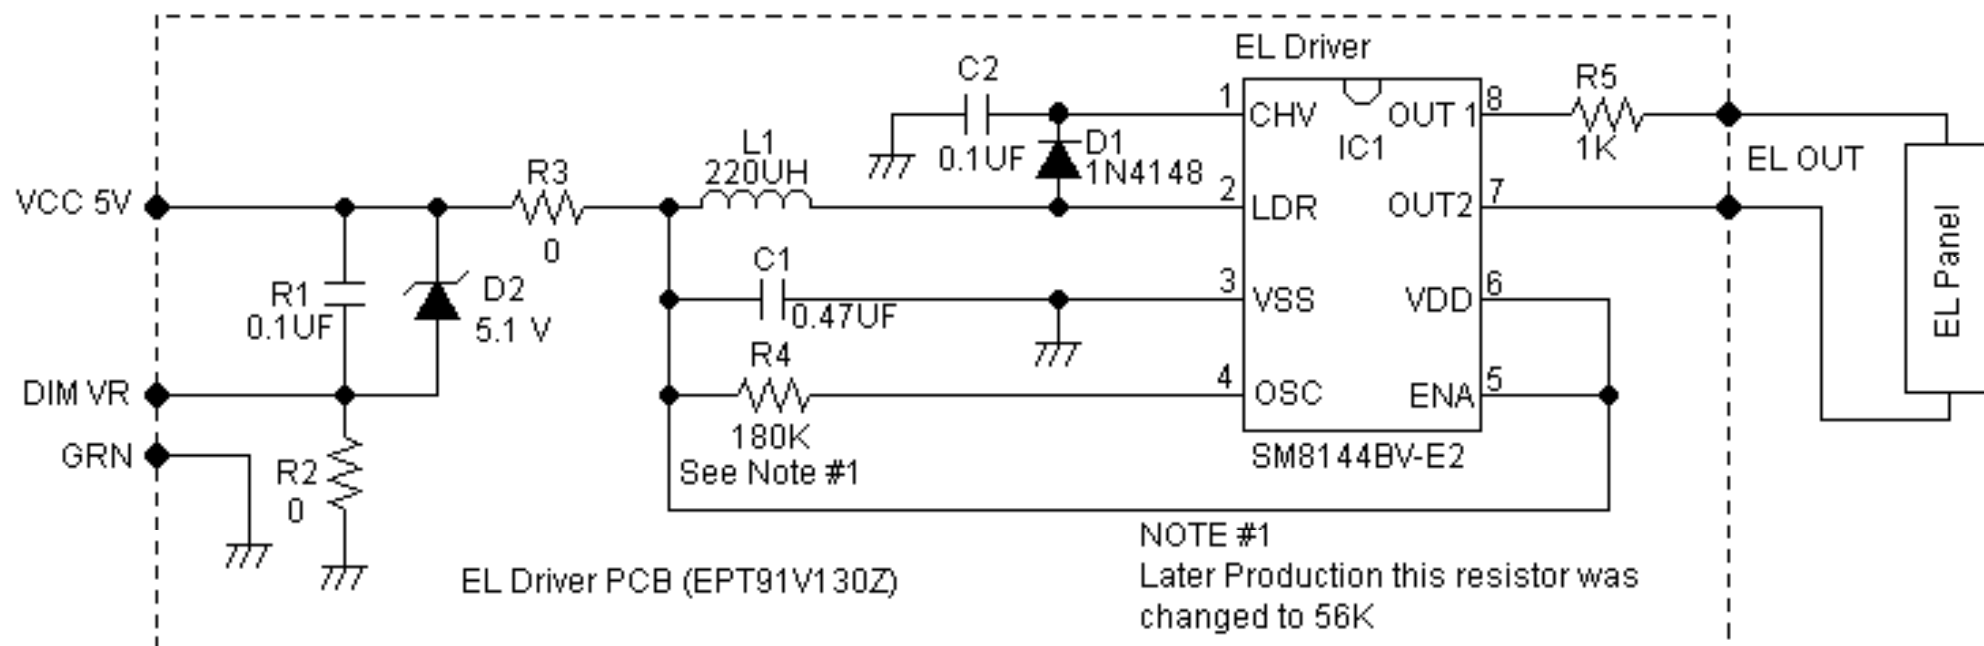 EL Driver
C2
0.1UF
D1
1N4148
1
CHV
OUT 1
8
IC1
R5
1K
EL OUT
L1
220UH
R3
0
VCC 5V
2
LDR
OUT2
7
EL Panel
R1
0.1UF
D2
5.1 V
C1
0.47UF
3
VSS
VDD
6
DIM VR
R4
180K
See Note #1
4
OSC
ENA
5
SM8144BV-E2
GRN
R2
0
EL Driver PCB (EPT91V130Z)
NOTE #1
Later Production this resistor was
changed to 56K